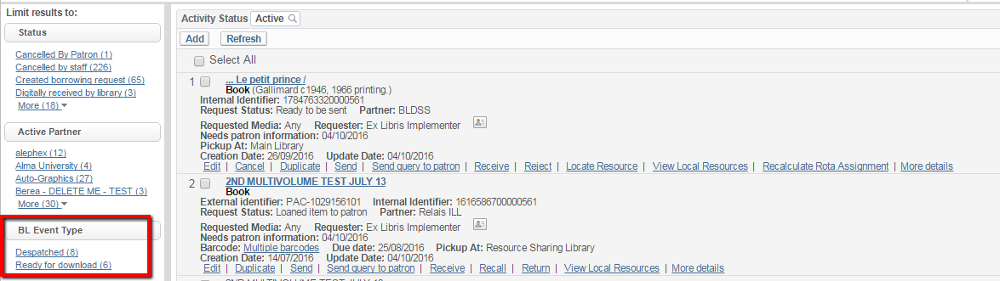 Limit results to:
Status
Cancelled By Patron (1)
Cancelled by staff (226)
Created borrowing request (65)
Digitally received by library (3)
More (18)
Active Partner
alephex (12)
Alma University (4)
Auto-Graphics (27)
Berea - DELETE ME - TEST (3)
More (30)
BL Event Type
Despatched (8)
Ready for download (6)
Activity Status Active
Add Refresh
Select All
1 ... Le petit prince /
Book (Gallimard c1946, 1966 printing.)
Internal Identifier: 1784763320000561
Request Status: Ready to be sent Partner: BLDSS
Requested Media: Any Requester: Ex Libris Implementer
Needs patron information: 04/10/2016
Pickup At: Main Library
Creation Date: 26/09/2016 Update Date: 04/10/2016
Edit | Cancel | Duplicate | Send | Send query to patron | Receive | Reject | Locate Resource | View Local Resources | Recalculate Rota Assignment | More details
2 2ND MULTIVOLUME TEST JULY 13
Book
External identifier: PAC-1029156101 Internal Identifier: 1616586700000561
Request Status: Loaned item to patron Partner: Relais ILL
Requested Media: Any Requester: Ex Libris Implementer
Needs patron information: 04/10/2016
Barcode: Multiple barcodes Due date: 25/08/2016 Pickup At: Resource Sharing Library
Creation Date: 14/07/2016 Update Date: 04/10/2016
Edit | Duplicate | Send | Send query to patron | Receive | Recall | Return | View Local Resources | More details